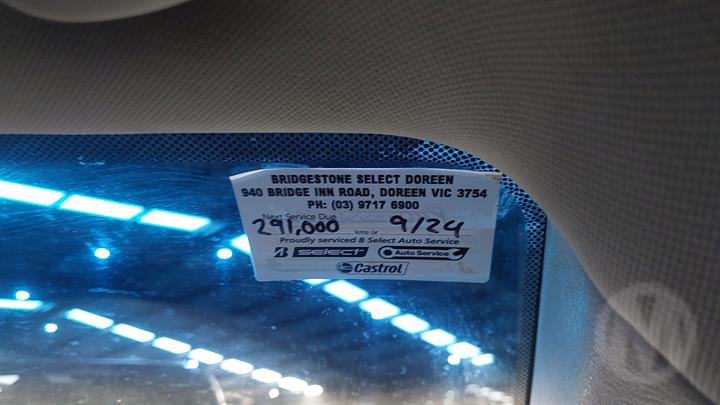 BRIDGESTONE SELECT DOREEN
940 BRIDGE INN ROAD, DOREEN VIC 3754
PH: (03) 9717 6900
Next Service Due
291,000 kms or 9/24
Proudly serviced B Select Auto Service
B SELECT Auto Service
Castrol